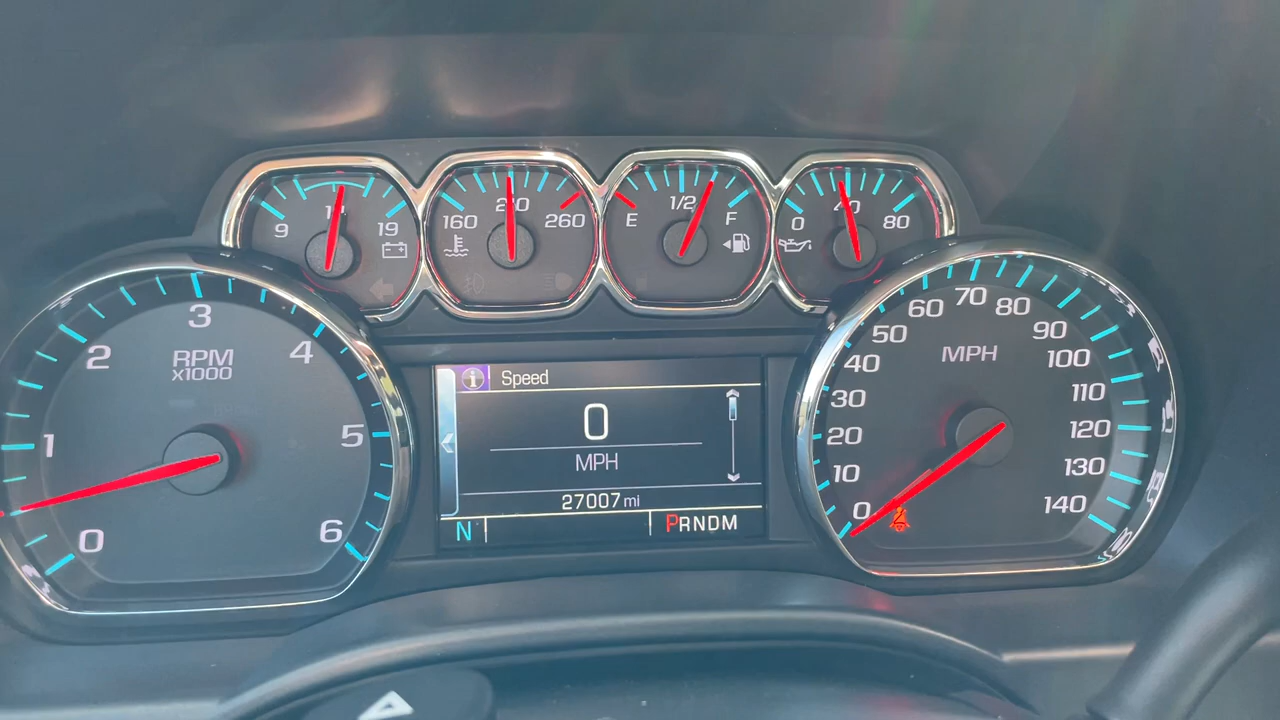 9 14 19
160 210 260
E 1/2 F
0 40 80
0 1 2 3 4 5 6
RPM
x1000
i Speed
0
MPH
27007 mi
N
PRNDM
MPH
0 10 20 30 40 50 60 70 80 90 100 110 120 130 140